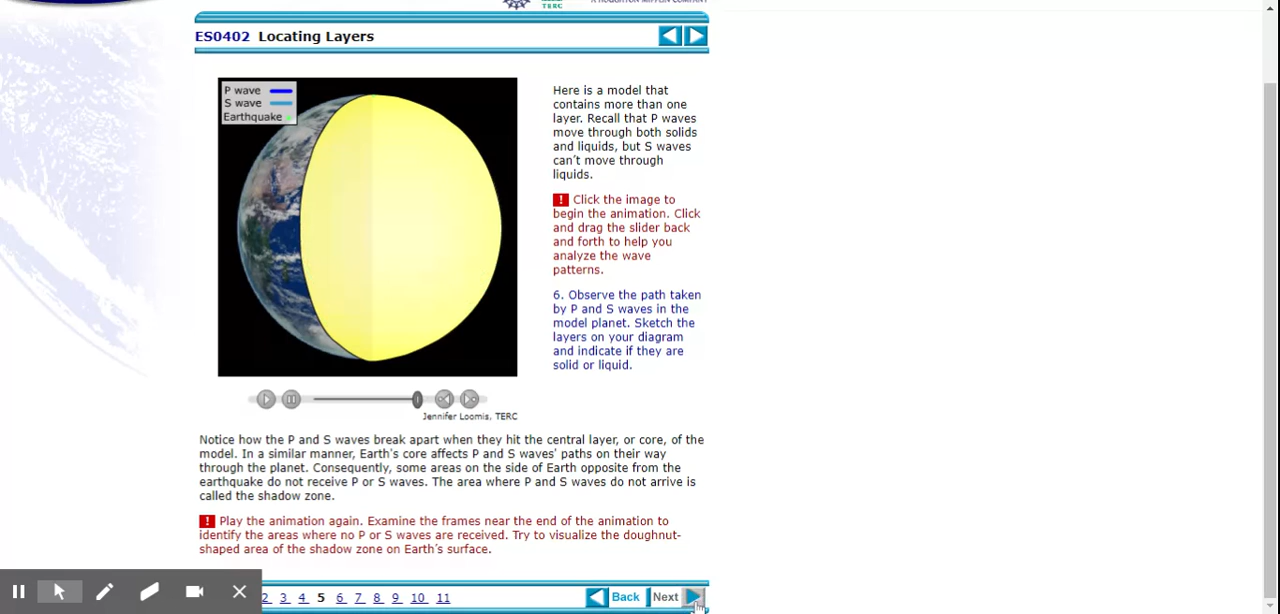 TERC
A HOUGHTON MIFFLIN COMPANY
ES0402 Locating Layers
P wave
S wave
Earthquake
Here is a model that
contains more than one
layer. Recall that P waves
move through both solids
and liquids, but S waves
can't move through
liquids.
! Click the image to
begin the animation. Click
and drag the slider back
and forth to help you
analyze the wave
patterns.
6. Observe the path taken
by P and S waves in the
model planet. Sketch the
layers on your diagram
and indicate if they are
solid or liquid.
Jennifer Loomis, TERC
Notice how the P and S waves break apart when they hit the central layer, or core, of the
model. In a similar manner, Earth's core affects P and S waves' paths on their way
through the planet. Consequently, some areas on the side of Earth opposite from the
earthquake do not receive P or S waves. The area where P and S waves do not arrive is
called the shadow zone.
! Play the animation again. Examine the frames near the end of the animation to
identify the areas where no P or S waves are received. Try to visualize the doughnut-
shaped area of the shadow zone on Earth's surface.
2 3 4 5 6 7 8 9 10 11 Back Next